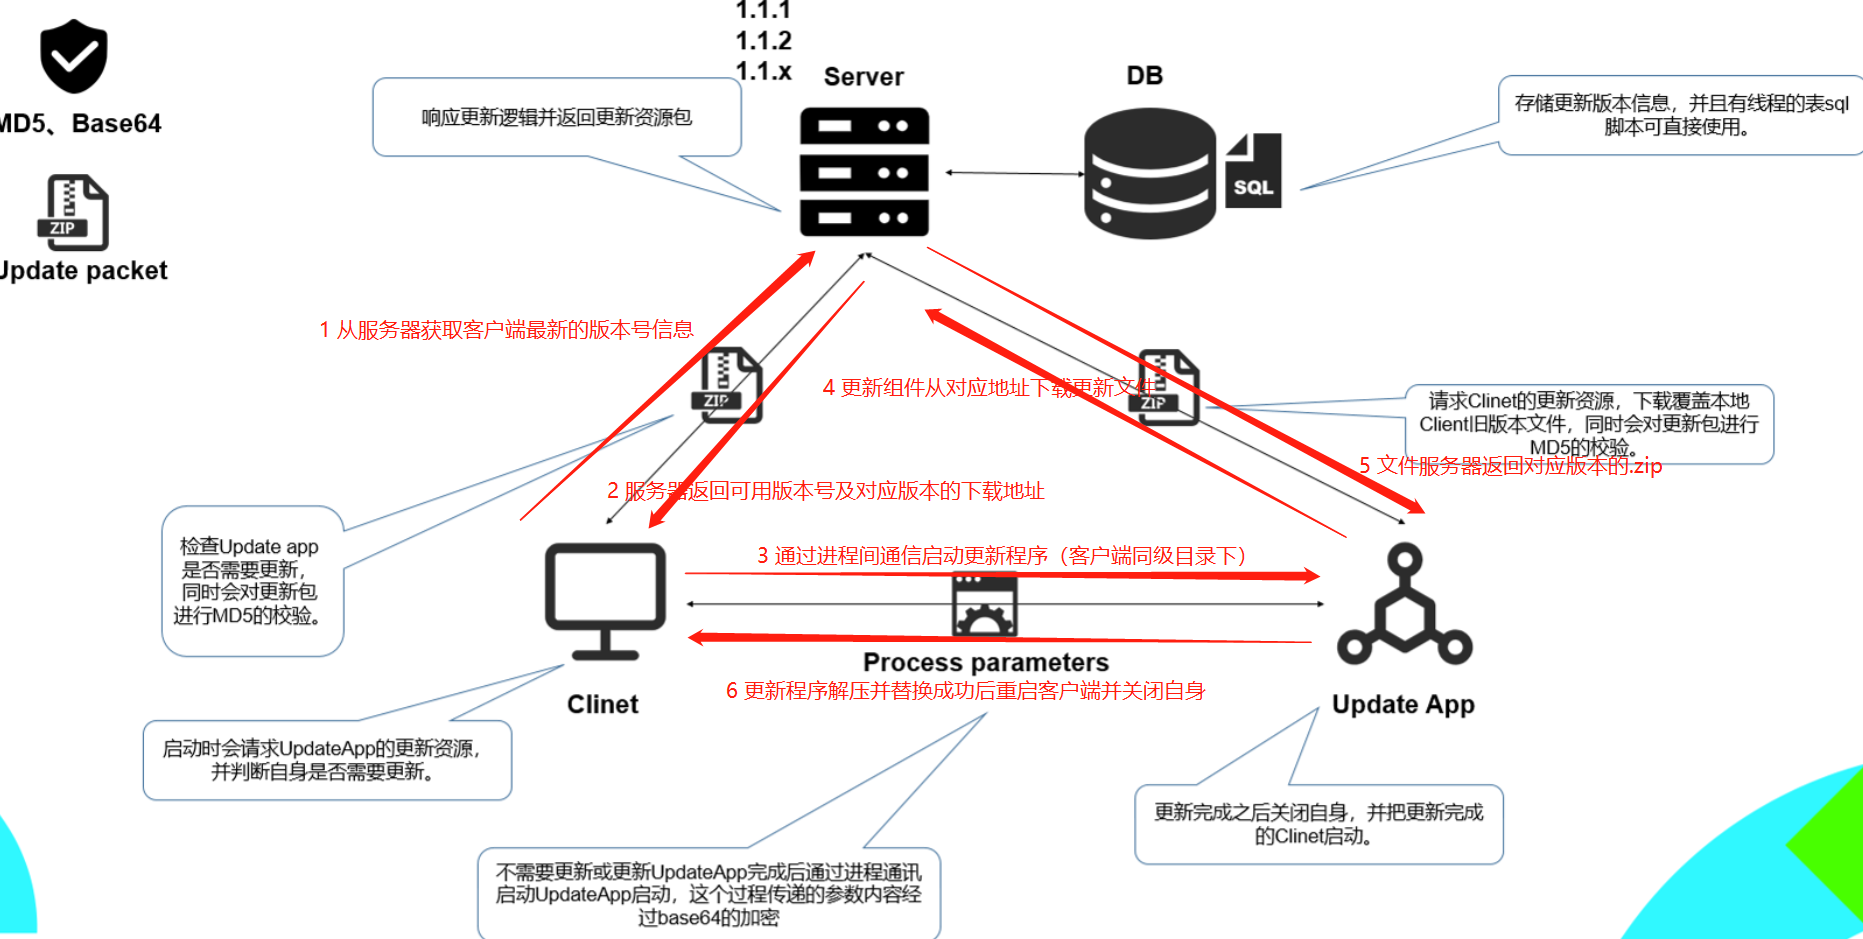 1.1.1
1.1.2
1.1.x
Server
DB
MD5、Base64
响应更新逻辑并返回更新资源包
存储更新版本信息，并且有线程的表sql
脚本可直接使用。
SQL
ZIP
Update packet
1 从服务器获取客户端最新的版本号信息
ZIP
4 更新组件从对应地址下载更新文件
ZIP
请求Clinet的更新资源，下载覆盖本地
Client旧版本文件，同时会对更新包进行
MD5的校验。
5 文件服务器返回对应版本的.zip
2 服务器返回可用版本号及对应版本的下载地址
检查Update app
是否需要更新，
同时会对更新包
进行MD5的校验。
3 通过进程间通信启动更新程序（客户端同级目录下）
Process parameters
6 更新程序解压并替换成功后重启客户端并关闭自身
Clinet
Update App
启动时会请求UpdateApp的更新资源，
并判断自身是否需要更新。
更新完成之后关闭自身，并把更新完成
的Clinet启动。
不需要更新或更新UpdateApp完成后通过进程通讯
启动UpdateApp启动，这个过程传递的参数内容经
过base64的加密